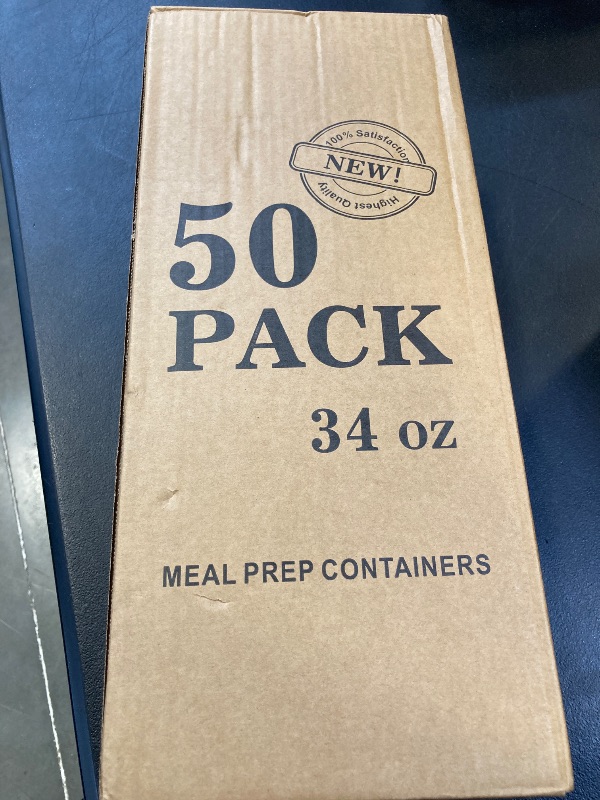 100% Satisfaction
NEW!
Highest Quality
50
PACK
34 oz
MEAL PREP CONTAINERS